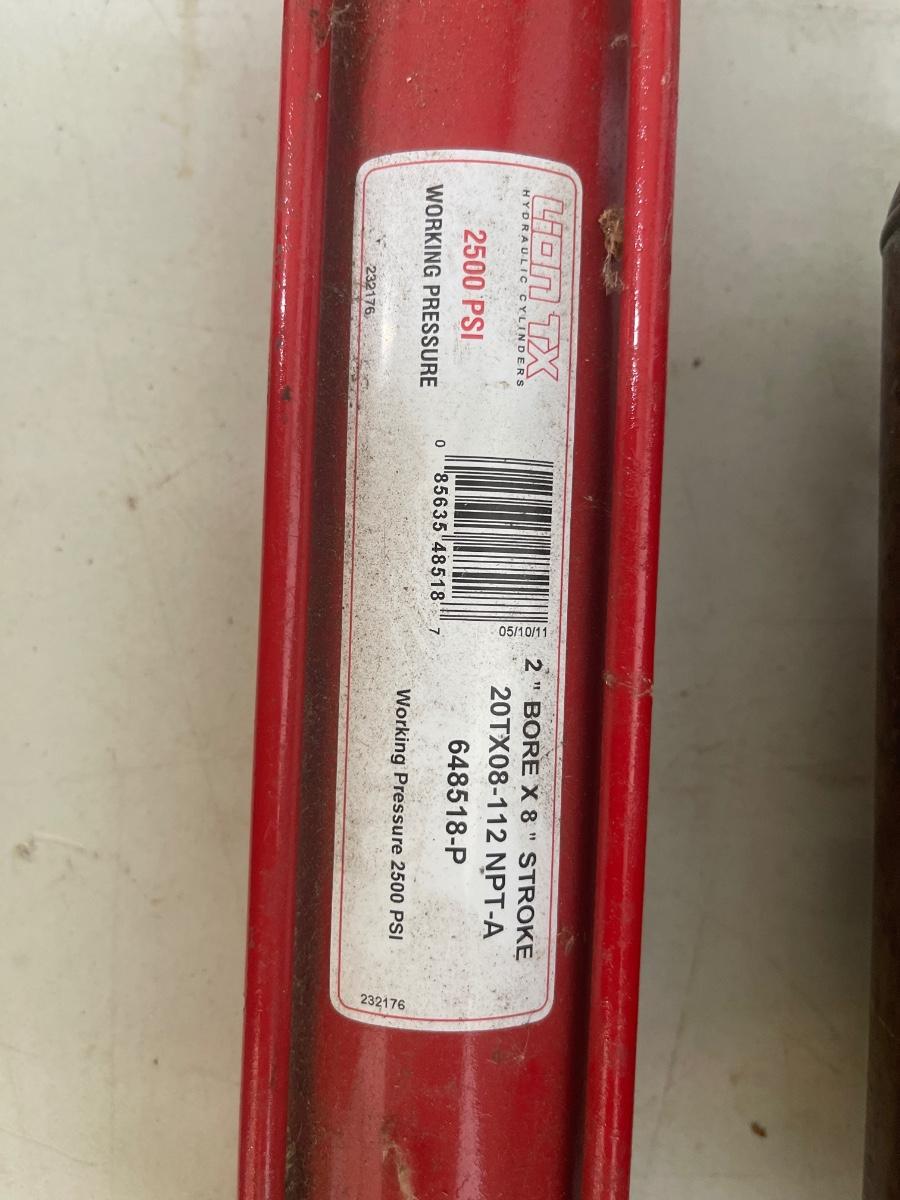 LION TX
HYDRAULIC CYLINDERS
2500 PSI
WORKING PRESSURE
232176
0 85635 48518 7
05/10/11
2 " BORE X 8 " STROKE
20TX08-112 NPT-A
648518-P
Working Pressure 2500 PSI
232176